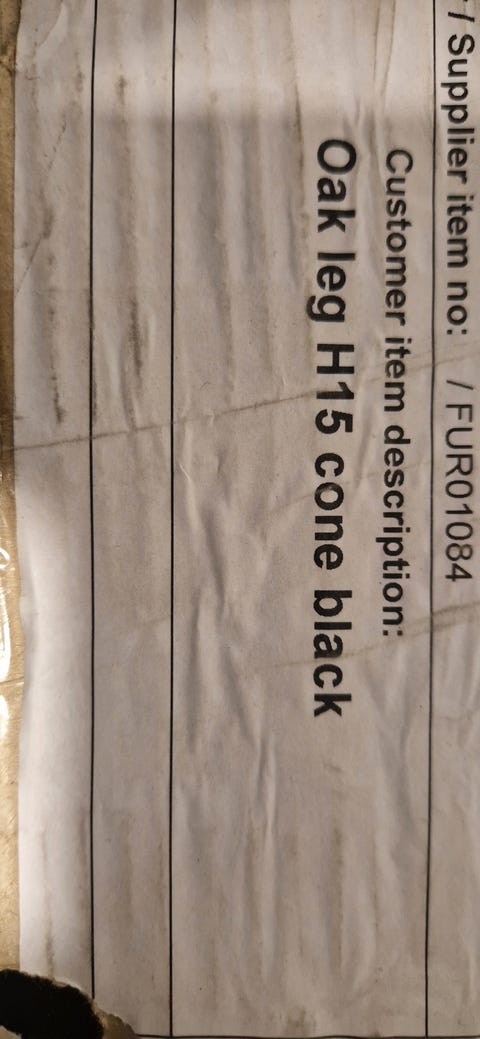 / Supplier item no: / FUR01084
Customer item description:
Oak leg H15 cone black